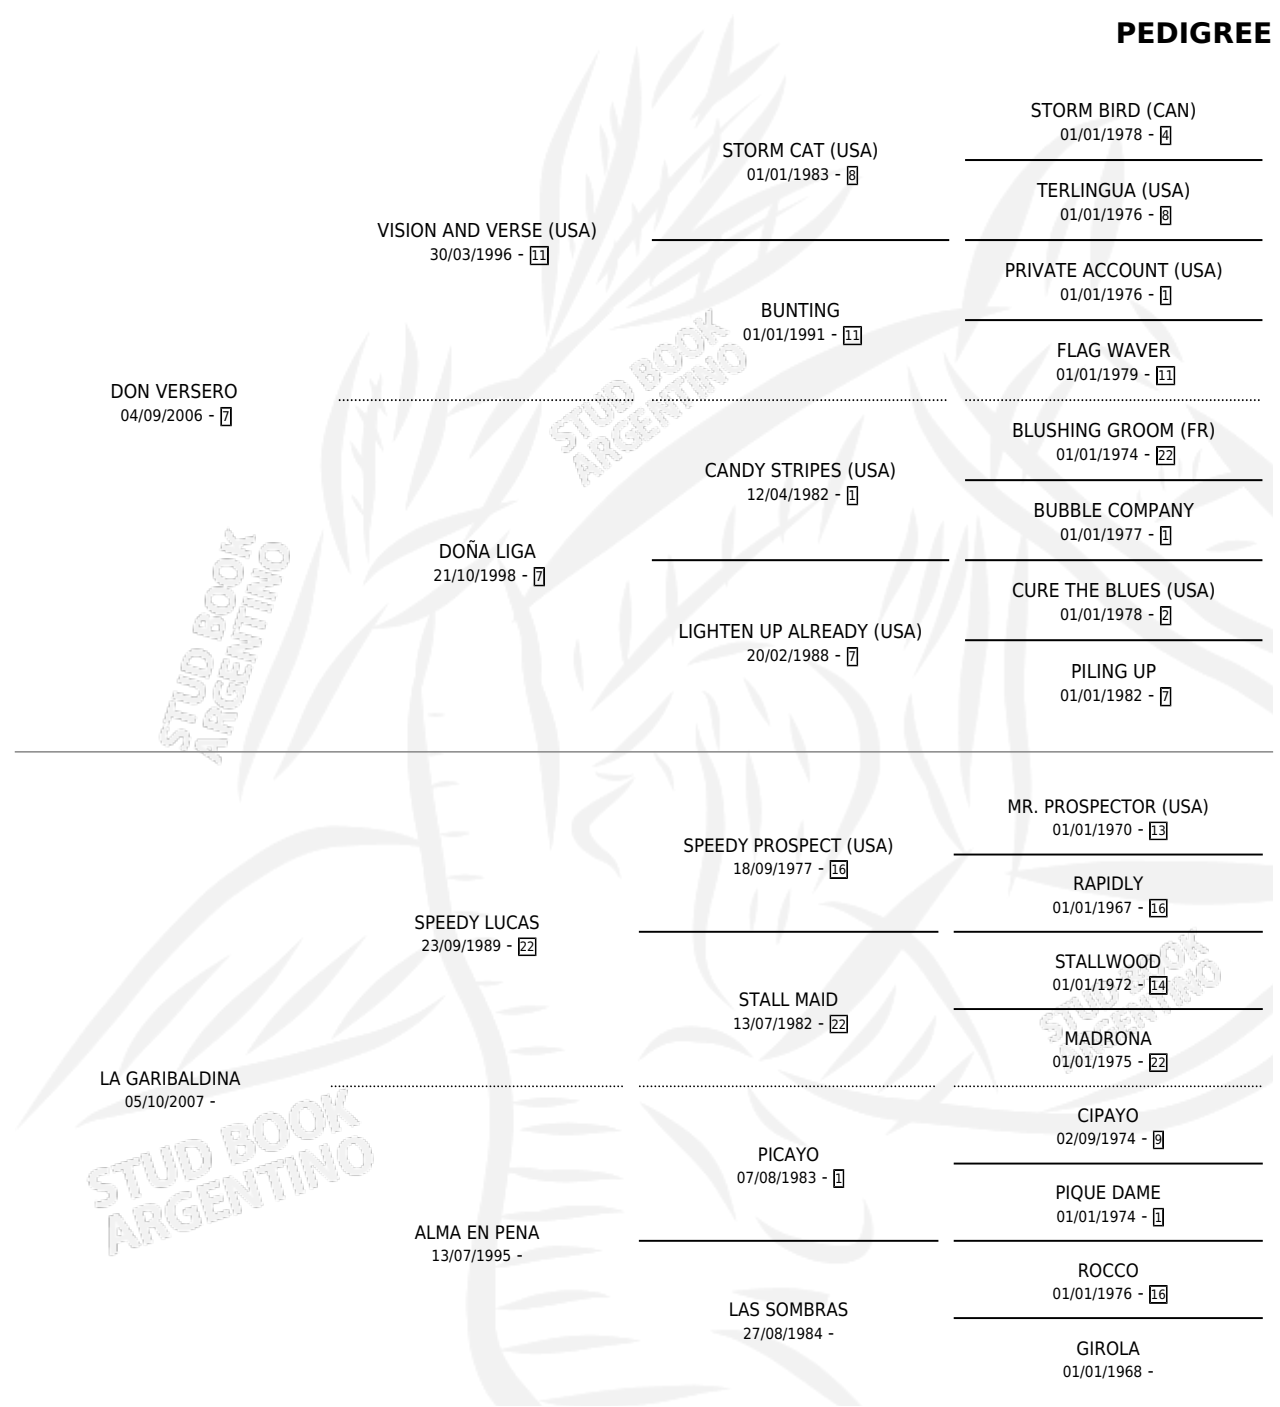 PEDIGREE
STORM BIRD (CAN)
01/01/1978 - 4
STORM CAT (USA)
01/01/1983 - 8
TERLINGUA (USA)
01/01/1976 - 8
VISION AND VERSE (USA)
30/03/1996 - 11
PRIVATE ACCOUNT (USA)
01/01/1976 - 1
BUNTING
01/01/1991 - 11
FLAG WAVER
01/01/1979 - 11
DON VERSERO
04/09/2006 - 7
BLUSHING GROOM (FR)
01/01/1974 - 22
CANDY STRIPES (USA)
12/04/1982 - 1
BUBBLE COMPANY
01/01/1977 - 1
DOÑA LIGA
21/10/1998 - 7
CURE THE BLUES (USA)
01/01/1978 - 2
LIGHTEN UP ALREADY (USA)
20/02/1988 - 7
PILING UP
01/01/1982 - 7
MR. PROSPECTOR (USA)
01/01/1970 - 13
SPEEDY PROSPECT (USA)
18/09/1977 - 16
RAPIDLY
01/01/1967 - 16
SPEEDY LUCAS
23/09/1989 - 22
STALLWOOD
01/01/1972 - 14
STALL MAID
13/07/1982 - 22
MADRONA
01/01/1975 - 22
LA GARIBALDINA
05/10/2007 -
CIPAYO
02/09/1974 - 9
PICAYO
07/08/1983 - 1
PIQUE DAME
01/01/1974 - 1
ALMA EN PENA
13/07/1995 -
ROCCO
01/01/1976 - 16
LAS SOMBRAS
27/08/1984 -
GIROLA
01/01/1968 -
STUD BOOK
ARGENTINO
STUD BOOK
ARGENTINO
STUD BOOK
ARGENTINO
STUD BOOK
ARGENTINO